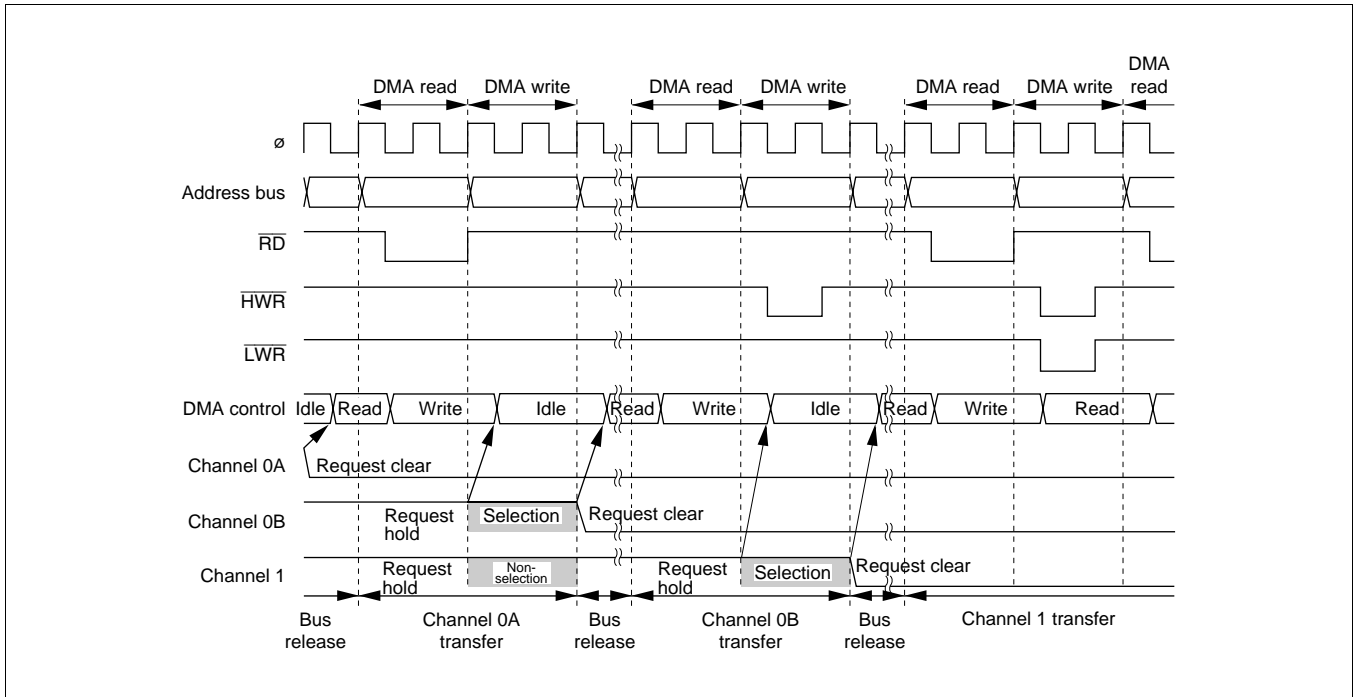 DMA read DMA write DMA read DMA write DMA read DMA write DMA read
ø
Address bus
RD
HWR
LWR
DMA control Idle Read Write Idle Read Write Idle Read Write Read
Channel 0A Request clear
Channel 0B Request hold Selection Request clear
Channel 1 Request hold Non-selection Request hold Selection Request clear
Bus release Channel 0A transfer Bus release Channel 0B transfer Bus release Channel 1 transfer